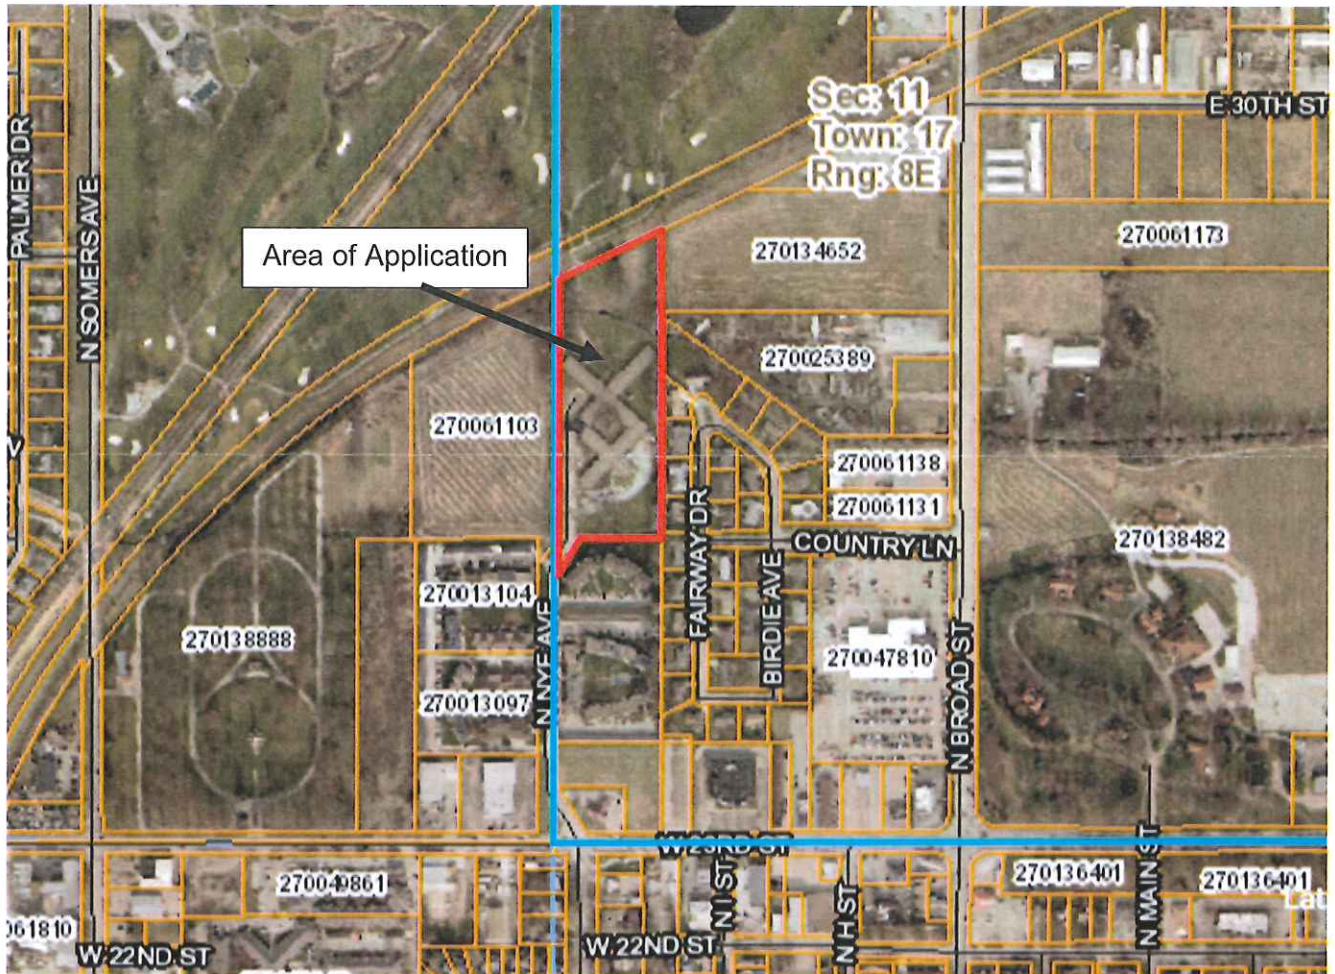 Sec: 11
Town: 17
Rng: 8E
E 30TH ST
PALMER DR
N SOMERS AVE
Area of Application
270134652
270061173
270025389
270061103
270061138
270061131
FAIRWAY DR
COUNTRY LN
270138482
BIRDIE AVE
270013104
270138888
270047810
N NYE AVE
270013097
N BROAD ST
W 23RD ST
N MAIN ST
270049861
N I ST
N H ST
270136401
270136401
Lat
061810
W 22ND ST
W 22ND ST